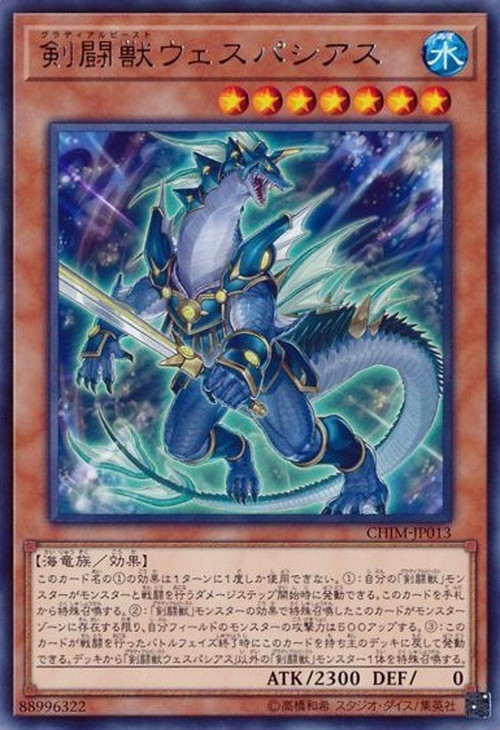 グラディアルビースト
剣闘獣ウェスパシアス
水
CHIM-JP013
【海竜族／効果】
このカード名の①の効果は１ターンに１度しか使用できない。①：自分の「剣闘獣」モン
スターがモンスターと戦闘を行うダメージステップ開始時に発動できる。このカードを手札
から特殊召喚する。②：「剣闘獣」モンスターの効果で特殊召喚したこのカードがモンスター
ゾーンに存在する限り、自分フィールドのモンスターの攻撃力は５００アップする。③：この
カードが戦闘を行ったバトルフェイズ終了時にこのカードを持ち主のデッキに戻して発動で
きる。デッキから「剣闘獣ウェスパシアス」以外の「剣闘獣」モンスター１体を特殊召喚する。
ATK/2300 DEF/ 0
88996322 ©高橋和希 スタジオ・ダイス/集英社